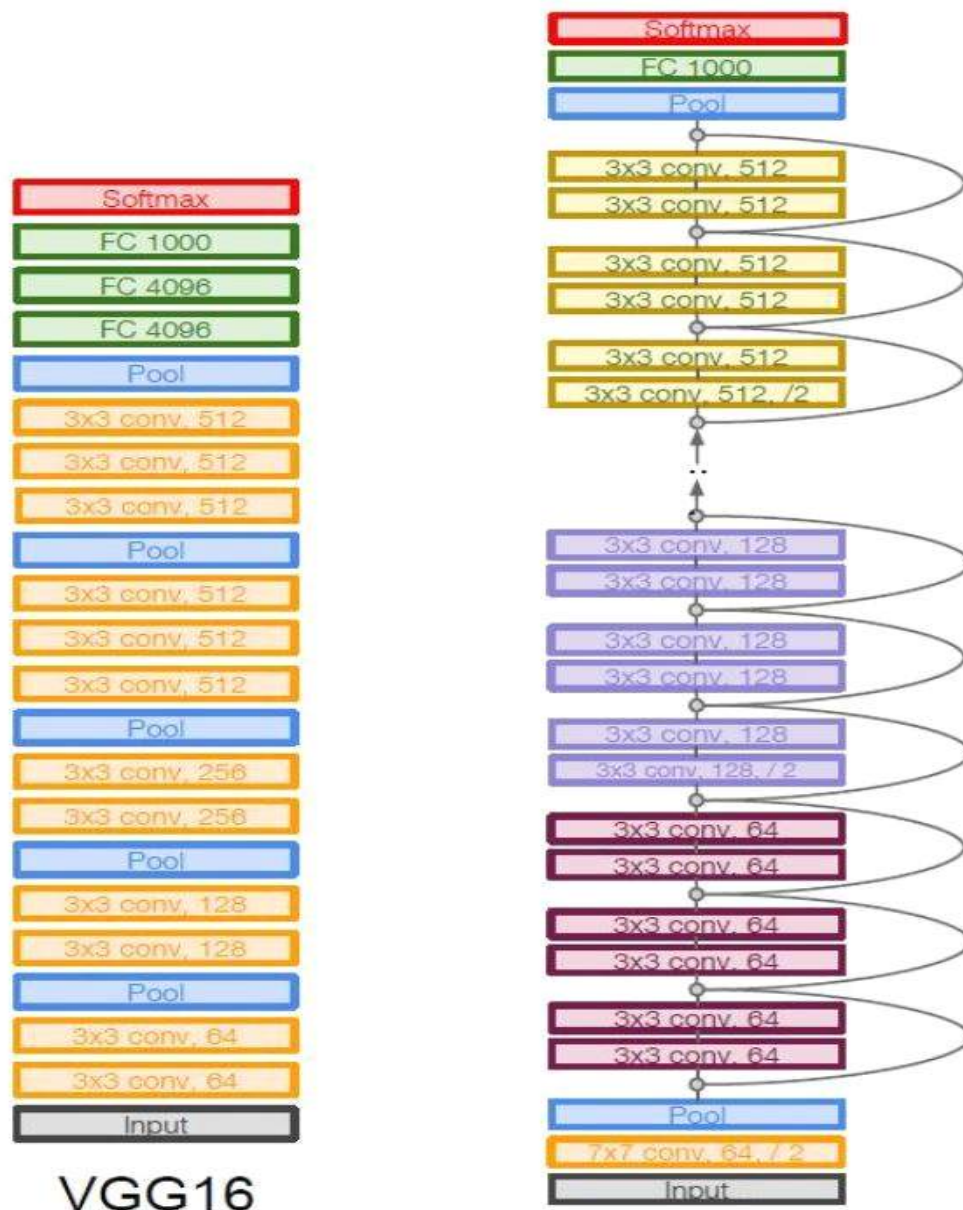 Softmax
FC 1000
FC 4096
FC 4096
Pool
3x3 conv, 512
3x3 conv, 512
3x3 conv, 512
Pool
3x3 conv, 512
3x3 conv, 512
3x3 conv, 512
Pool
3x3 conv, 256
3x3 conv, 256
Pool
3x3 conv, 128
3x3 conv, 128
Pool
3x3 conv, 64
3x3 conv, 64
Input
VGG16
Softmax
FC 1000
Pool
3x3 conv, 512
3x3 conv, 512
3x3 conv, 512
3x3 conv, 512
3x3 conv, 512
3x3 conv, 512, /2
..
3x3 conv, 128
3x3 conv, 128
3x3 conv, 128
3x3 conv, 128
3x3 conv, 128
3x3 conv, 128, / 2
3x3 conv, 64
3x3 conv, 64
3x3 conv, 64
3x3 conv, 64
3x3 conv, 64
3x3 conv, 64
Pool
7x7 conv, 64, / 2
Input